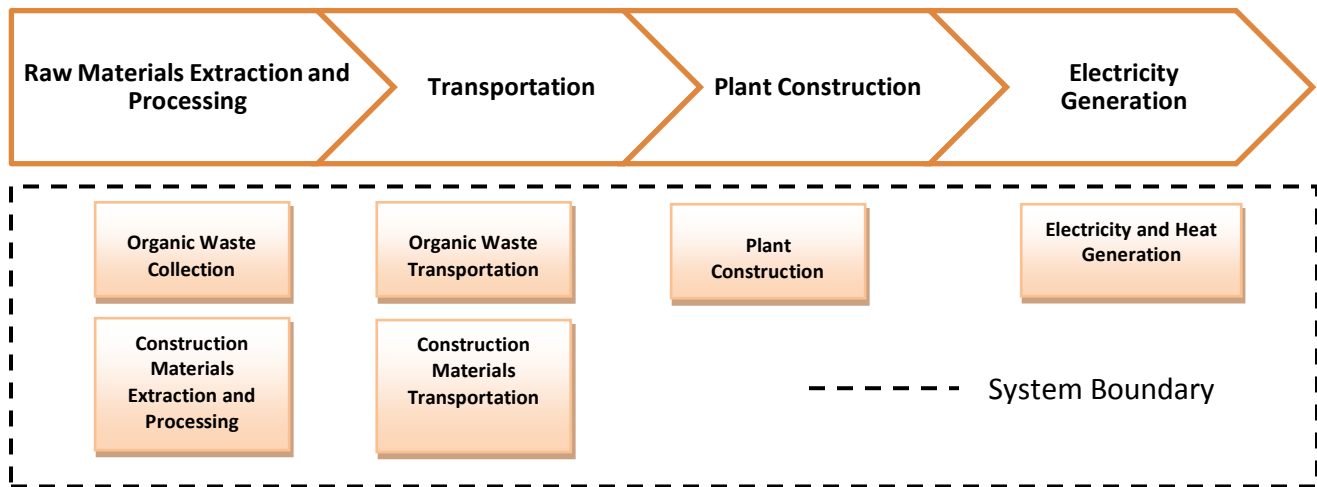 Raw Materials Extraction and
Processing
Transportation
Plant Construction
Electricity
Generation
Organic Waste
Collection
Organic Waste
Transportation
Plant
Construction
Electricity and Heat
Generation
Construction
Materials
Extraction and
Processing
Construction
Materials
Transportation
System Boundary